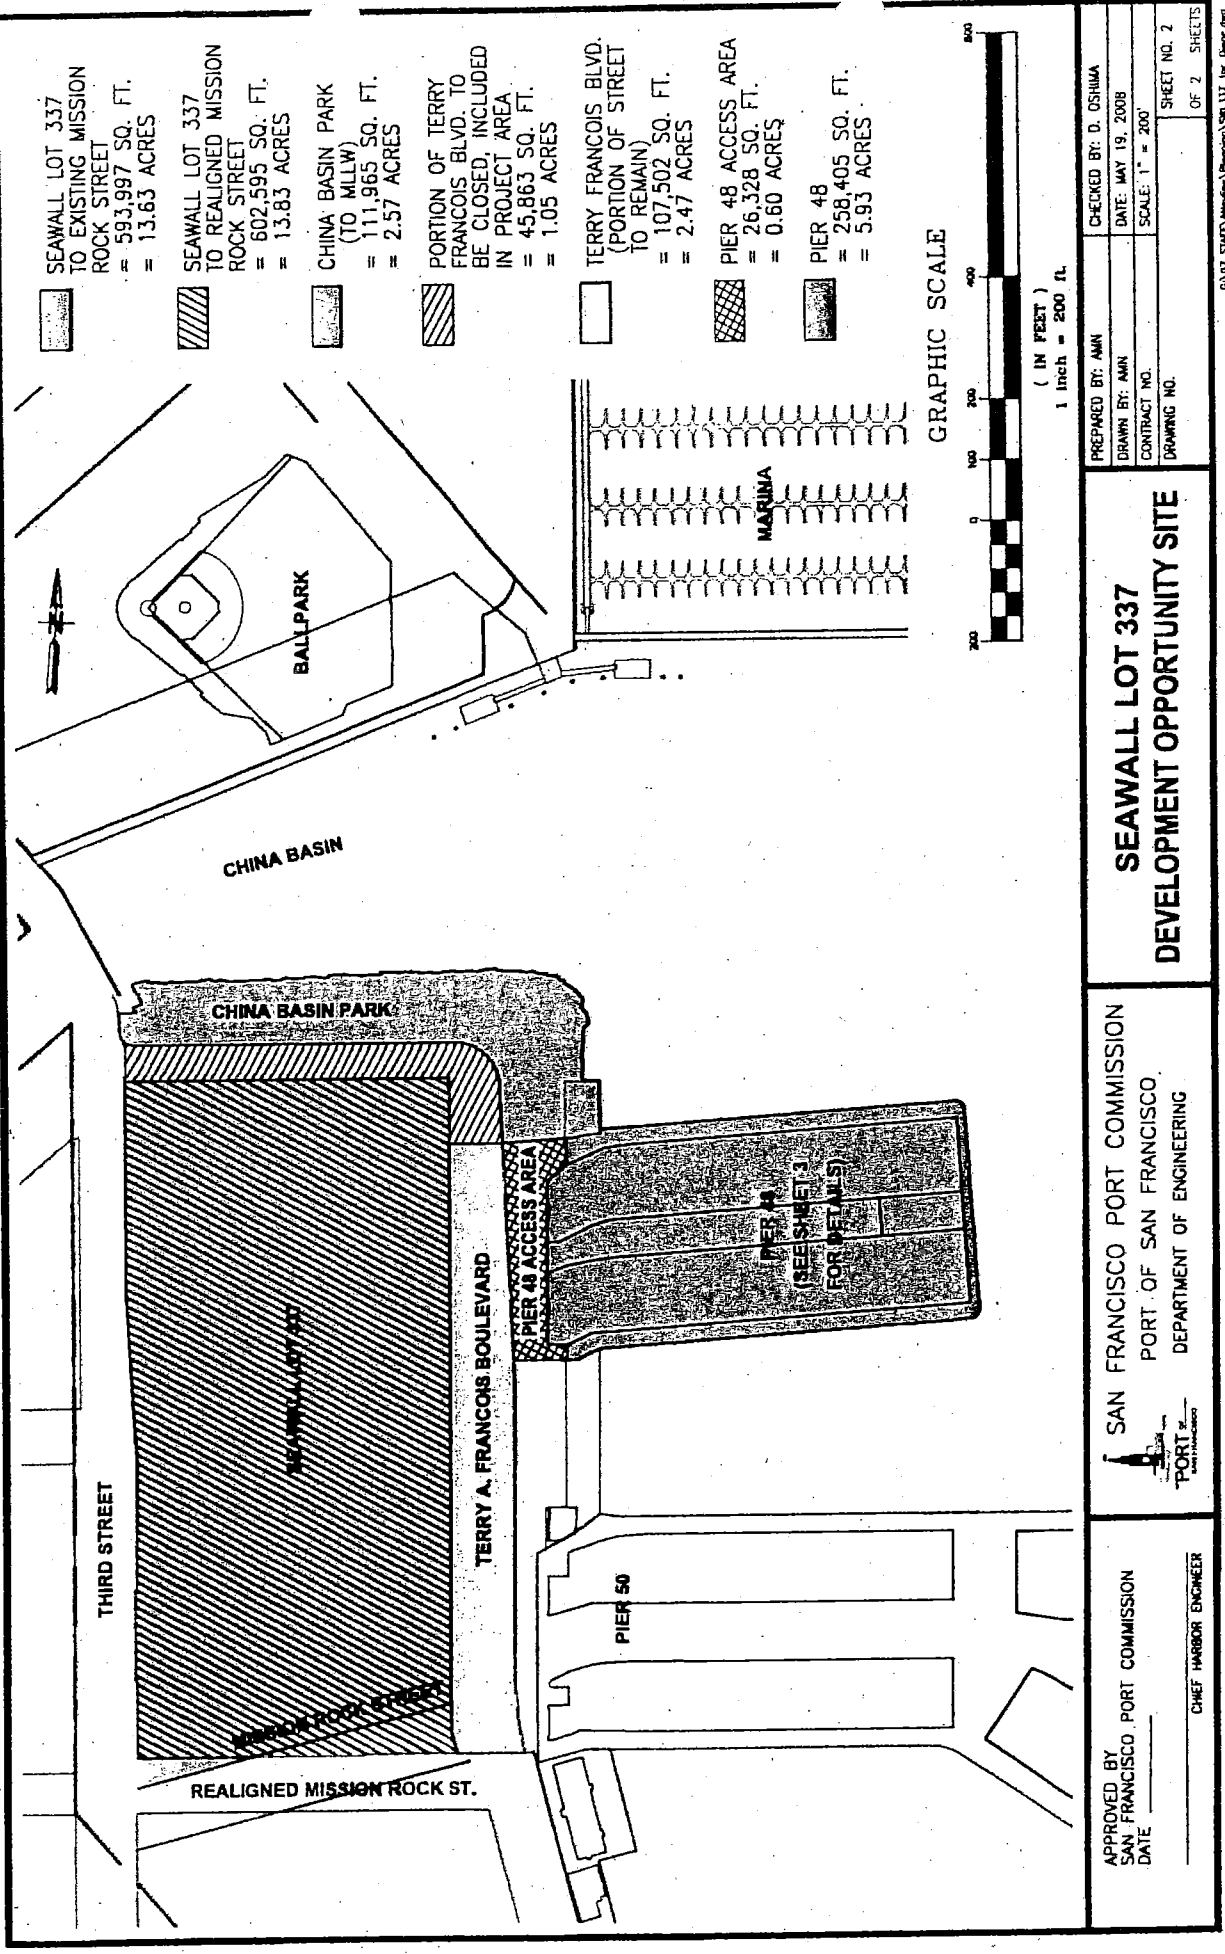 SEAWALL LOT 337
TO EXISTING MISSION
ROCK STREET
= 593,997 SQ. FT.
= 13.63 ACRES
SEAWALL LOT 337
TO REALIGNED MISSION
ROCK STREET
= 602,595 SQ. FT.
= 13.83 ACRES
CHINA BASIN PARK
(TO MLLW)
= 111,965 SQ. FT.
= 2.57 ACRES
PORTION OF TERRY
FRANCOIS BLVD. TO
BE CLOSED, INCLUDED
IN PROJECT AREA
= 45,863 SQ. FT.
= 1.05 ACRES
TERRY FRANCOIS BLVD.
(PORTION OF STREET
TO REMAIN)
= 107,502 SQ. FT.
= 2.47 ACRES
PIER 48 ACCESS AREA
= 26,328 SQ. FT.
= 0.60 ACRES
PIER 48
= 258,405 SQ. FT.
= 5.93 ACRES
N
BALLPARK
MARINA
CHINA BASIN
CHINA BASIN PARK
THIRD STREET
TERRY A. FRANCOIS BOULEVARD
PIER 48 ACCESS AREA
PIER 48
(SEE SHEET 3
FOR DETAILS)
PIER 50
MISSION ROCK STREET
REALIGNED MISSION ROCK ST.
GRAPHIC SCALE
200 0 100 200 400 800
( IN FEET )
1 inch = 200 ft.
APPROVED BY
SAN FRANCISCO PORT COMMISSION
DATE
CHIEF HARBOR ENGINEER
SAN FRANCISCO PORT COMMISSION
PORT OF SAN FRANCISCO
DEPARTMENT OF ENGINEERING
PORT
SAN FRANCISCO
SEAWALL LOT 337
DEVELOPMENT OPPORTUNITY SITE
PREPARED BY: AMN
CHECKED BY: D. OSHIMA
DRAWN BY: AMN
DATE: MAY 19, 2008
CONTRACT NO.
SCALE: 1" = 200'
DRAWING NO.
SHEET NO. 2
OF 2 SHEETS